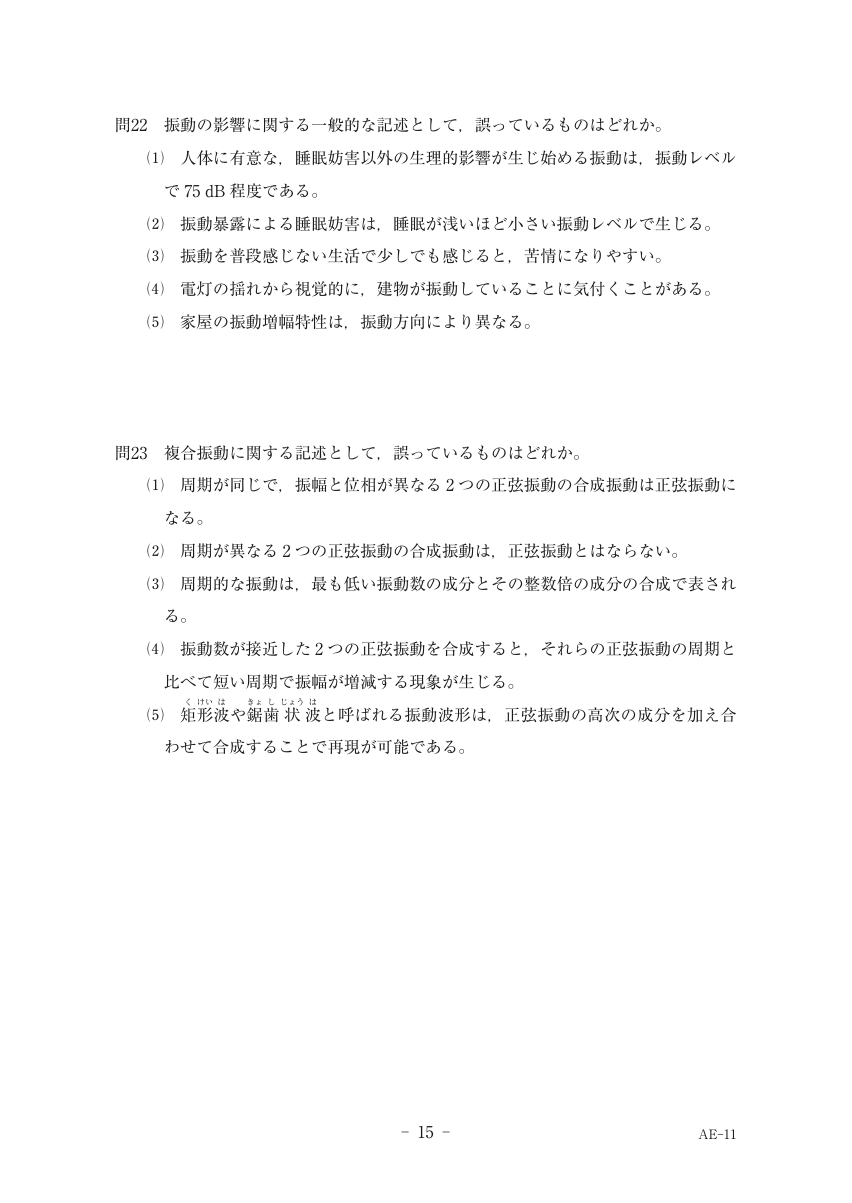 問22　振動の影響に関する一般的な記述として，誤っているものはどれか。
⑴　人体に有意な，睡眠妨害以外の生理的影響が生じ始める振動は，振動レベル
で 75 dB 程度である。
⑵　振動暴露による睡眠妨害は，睡眠が浅いほど小さい振動レベルで生じる。
⑶　振動を普段感じない生活で少しでも感じると，苦情になりやすい。
⑷　電灯の揺れから視覚的に，建物が振動していることに気付くことがある。
⑸　家屋の振動増幅特性は，振動方向により異なる。
問23　複合振動に関する記述として，誤っているものはどれか。
⑴　周期が同じで，振幅と位相が異なる２つの正弦振動の合成振動は正弦振動に
なる。
⑵　周期が異なる２つの正弦振動の合成振動は，正弦振動とはならない。
⑶　周期的な振動は，最も低い振動数の成分とその整数倍の成分の合成で表され
る。
⑷　振動数が接近した２つの正弦振動を合成すると，それらの正弦振動の周期と
比べて短い周期で振幅が増減する現象が生じる。
く けい は きょ し じょう は
⑸　矩形波や鋸歯状波と呼ばれる振動波形は，正弦振動の高次の成分を加え合
わせて合成することで再現が可能である。
− 15 −
AE−11